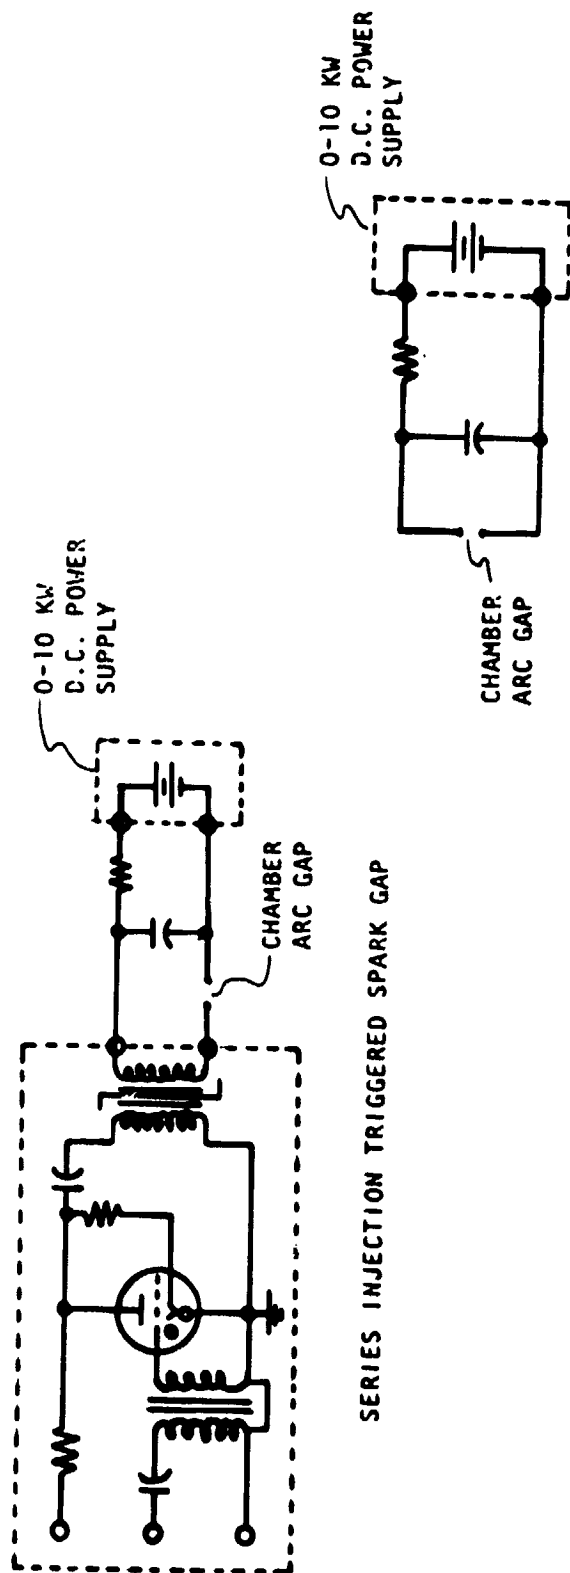 0-10 KW
D.C. POWER
SUPPLY
CHAMBER
ARC GAP
SERIES INJECTION TRIGGERED SPARK GAP
0-10 KW
D.C. POWER
SUPPLY
CHAMBER
ARC GAP